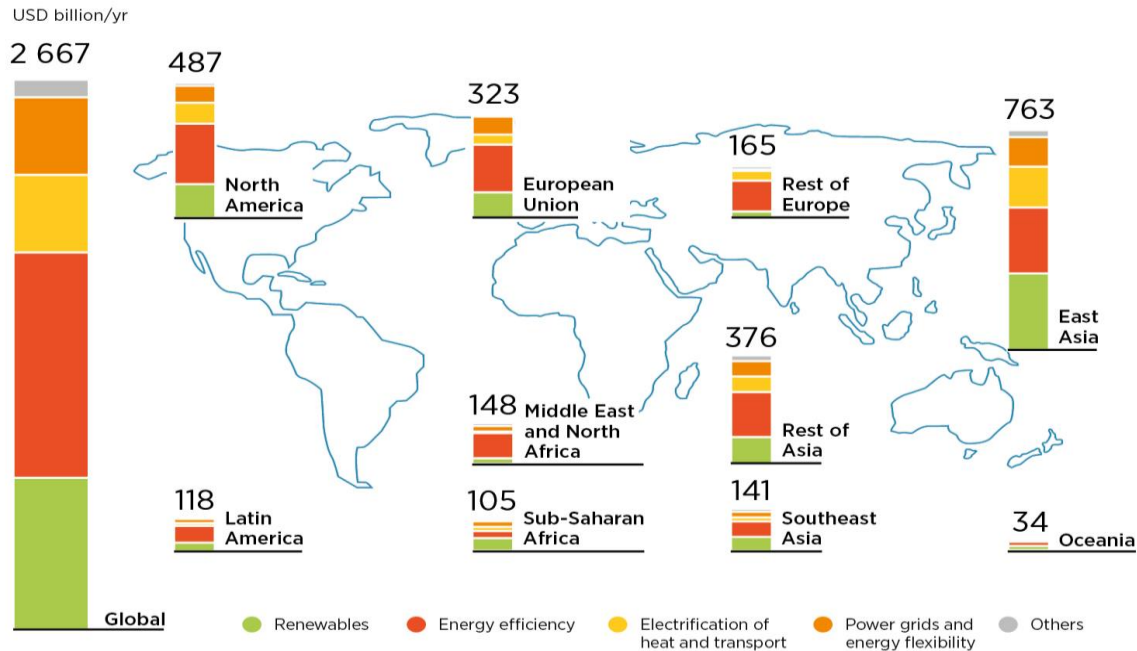 USD billion/yr
2 667
Global
487
North
America
323
European
Union
165
Rest of
Europe
763
East
Asia
148
Middle East
and North
Africa
376
Rest of
Asia
118
Latin
America
105
Sub-Saharan
Africa
141
Southeast
Asia
34
Oceania
Renewables
Energy efficiency
Electrification of
heat and transport
Power grids and
energy flexibility
Others